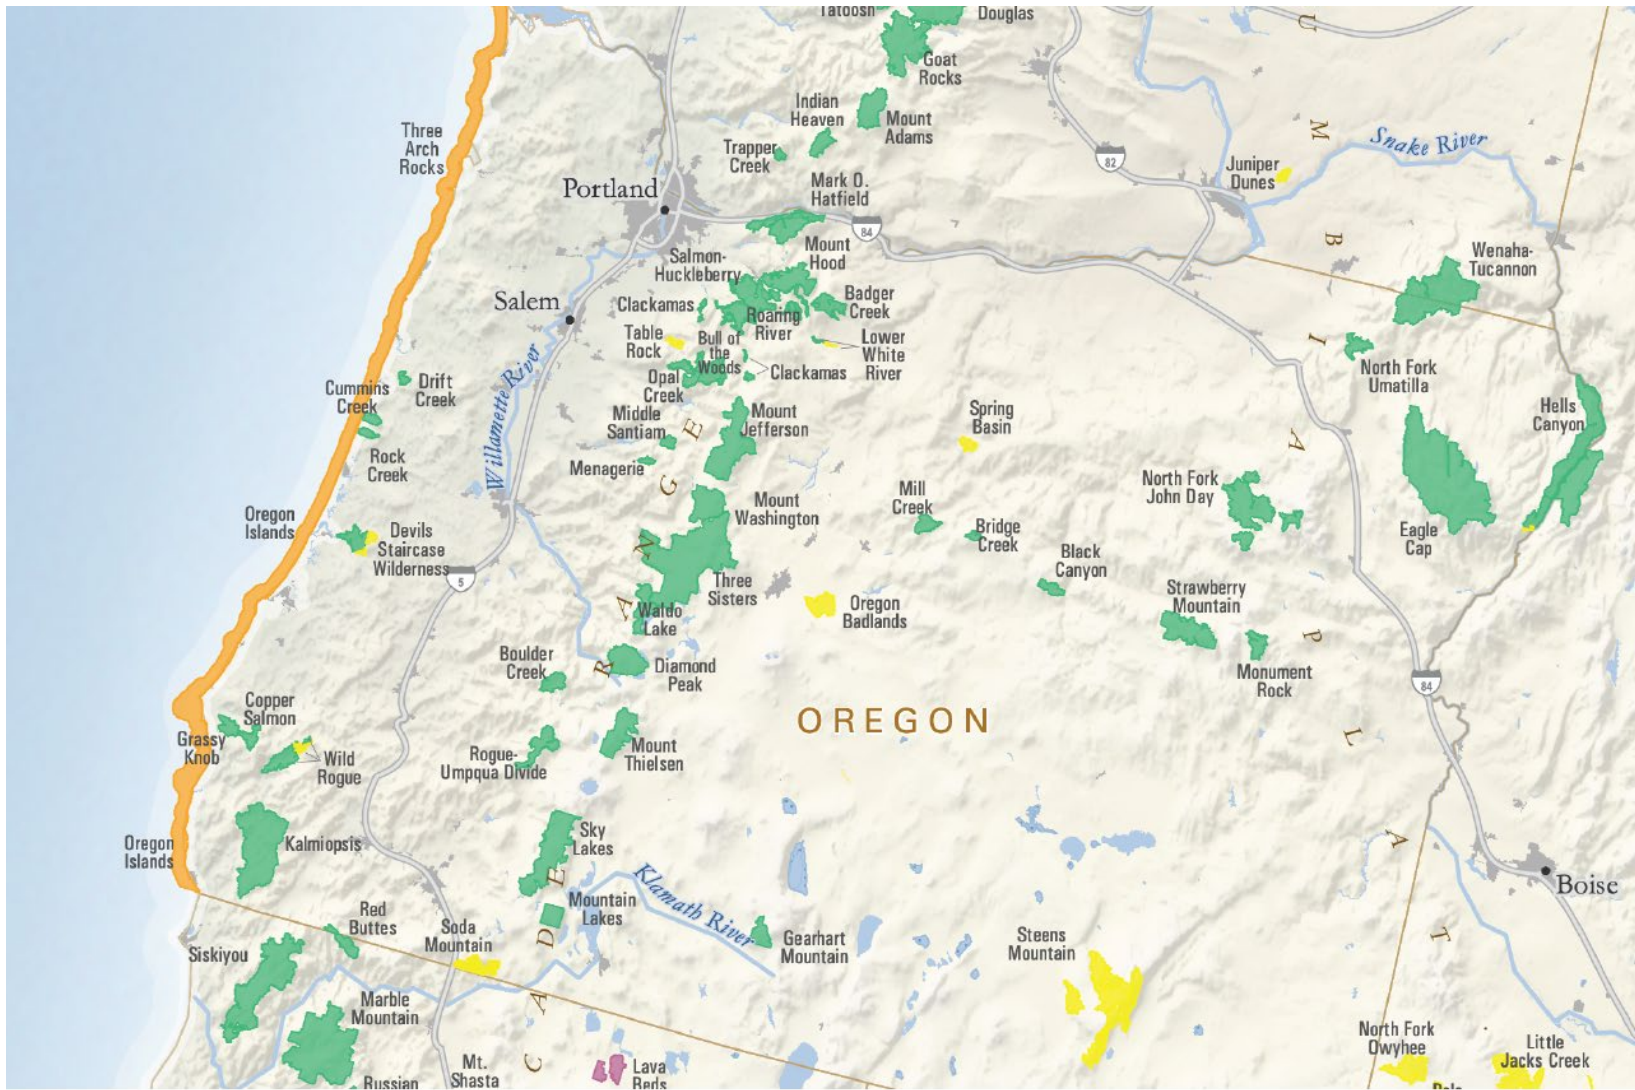 Tatoosh
Douglas
Goat
Rocks
U
Indian
Heaven
Mount
Adams
Three
Arch
Rocks
Trapper
Creek
82
M
Snake River
Juniper
Dunes
Portland
Mark O.
Hatfield
84
B
Mount
Hood
Salmon-
Huckleberry
Wenaha-
Tucannon
Salem
Clackamas
Badger
Creek
Roaring
River
Table
Rock
Bull of
the
Woods
Lower
White
River
I
Clackamas
Opal
Creek
North Fork
Umatilla
Willamette River
Cummins
Creek
Drift
Creek
Middle
Santiam
E
Mount
Jefferson
Spring
Basin
Hells
Canyon
A
Rock
Creek
Menagerie
G
North Fork
John Day
Mill
Creek
Mount
Washington
Oregon
Islands
Devils
Staircase
Wilderness
N
Bridge
Creek
Eagle
Cap
5
Black
Canyon
Three
Sisters
A
Waldo
Lake
Oregon
Badlands
Strawberry
Mountain
P
Boulder
Creek
R
Diamond
Peak
Monument
Rock
84
Copper
Salmon
OREGON
Grassy
Knob
L
Wild
Rogue
Rogue-
Umpqua Divide
Mount
Thielsen
Oregon
Islands
Kalmiopsis
Sky
Lakes
A
E
Klamath River
Boise
Mountain
Lakes
Red
Buttes
Soda
Mountain
D
Gearhart
Mountain
Steens
Mountain
T
Siskiyou
Marble
Mountain
A
C
North Fork
Owyhee
Little
Jacks Creek
Mt.
Shasta
Lava
Beds
Russian
Pole